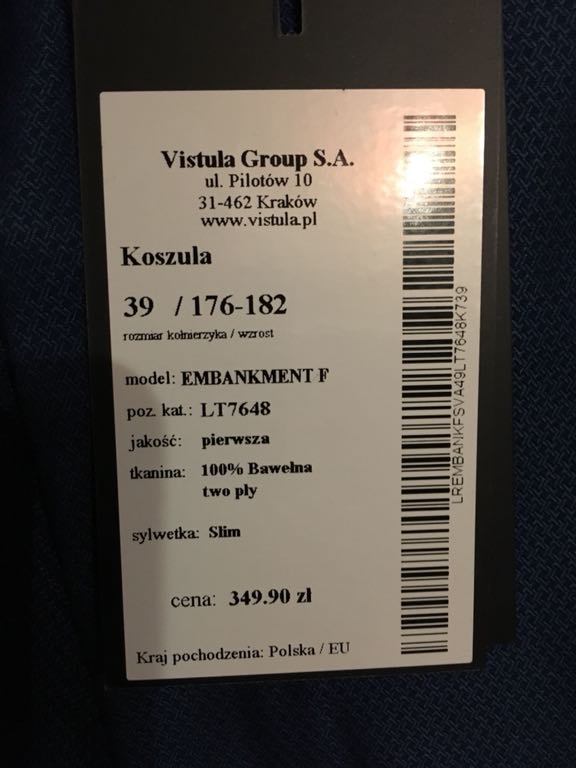 Vistula Group S.A.
ul. Pilotów 10
31-462 Kraków
www.vistula.pl
Koszula
39 / 176-182
rozmiar kołnierzyka / wzrost
model: EMBANKMENT F
poz. kat.: LT7648
jakość: pierwsza
tkanina: 100% Bawełna
two ply
sylwetka: Slim
cena: 349.90 zł
Kraj pochodzenia: Polska / EU
LREMBANKFSVA49LT7648K739